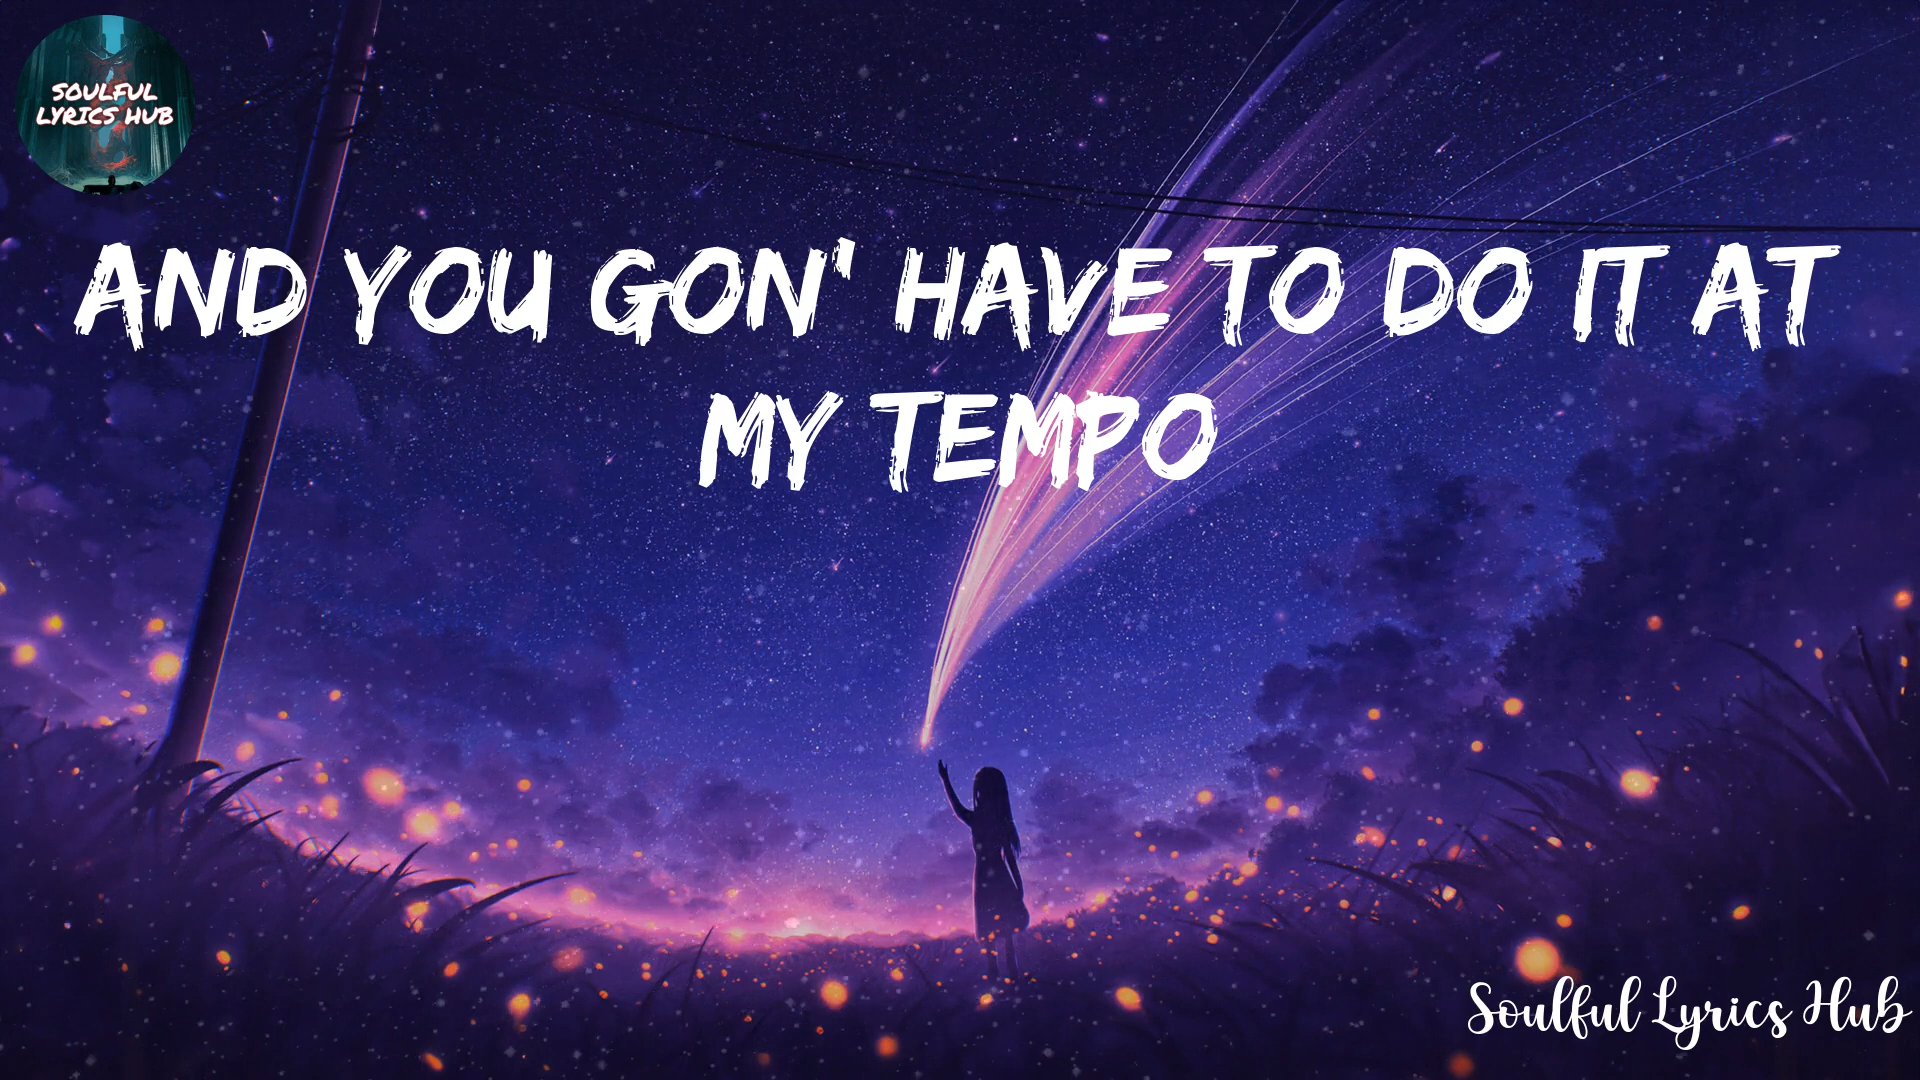 SOULFUL
LYRICS HUB
AND YOU GON' HAVE TO DO IT AT
MY TEMPO
Soulful Lyrics Hub